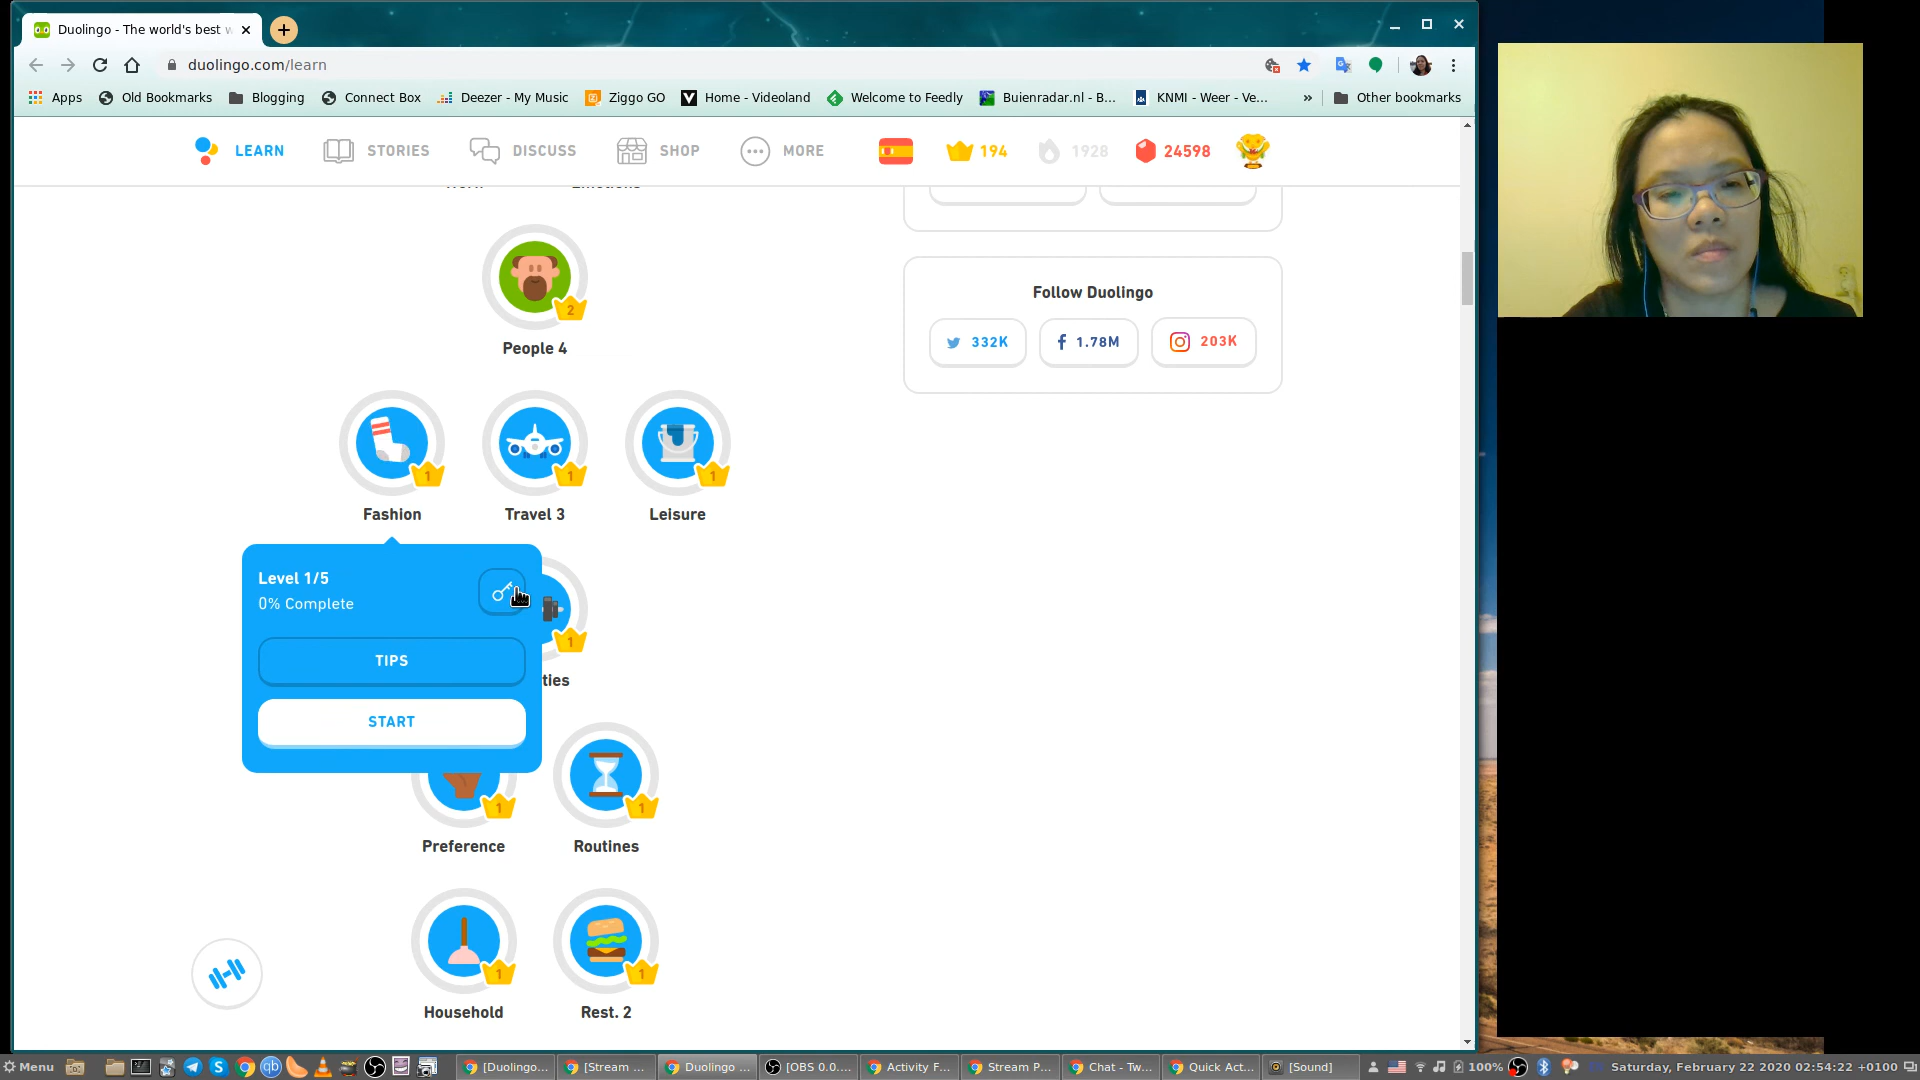 Duolingo - The world's best w
duolingo.com/learn
Apps Old Bookmarks Blogging Connect Box Deezer - My Music Ziggo GO Home - Videoland Welcome to Feedly Buienradar.nl - B... KNMI - Weer - Ve... » Other bookmarks
LEARN STORIES DISCUSS SHOP MORE 194 1928 24598
Work Emotions
2
People 4
Follow Duolingo
332K 1.78M 203K
1 1 1
Fashion Travel 3 Leisure
Level 1/5
0% Complete
1
TIPS
ties
START
1 1
Preference Routines
1 1
Household Rest. 2
Menu [Duolingo... [Stream ... Duolingo ... [OBS 0.0.... Activity F... Stream P... Chat - Tw... Quick Act... [Sound] 100% Saturday, February 22 2020 02:54:22 +0100